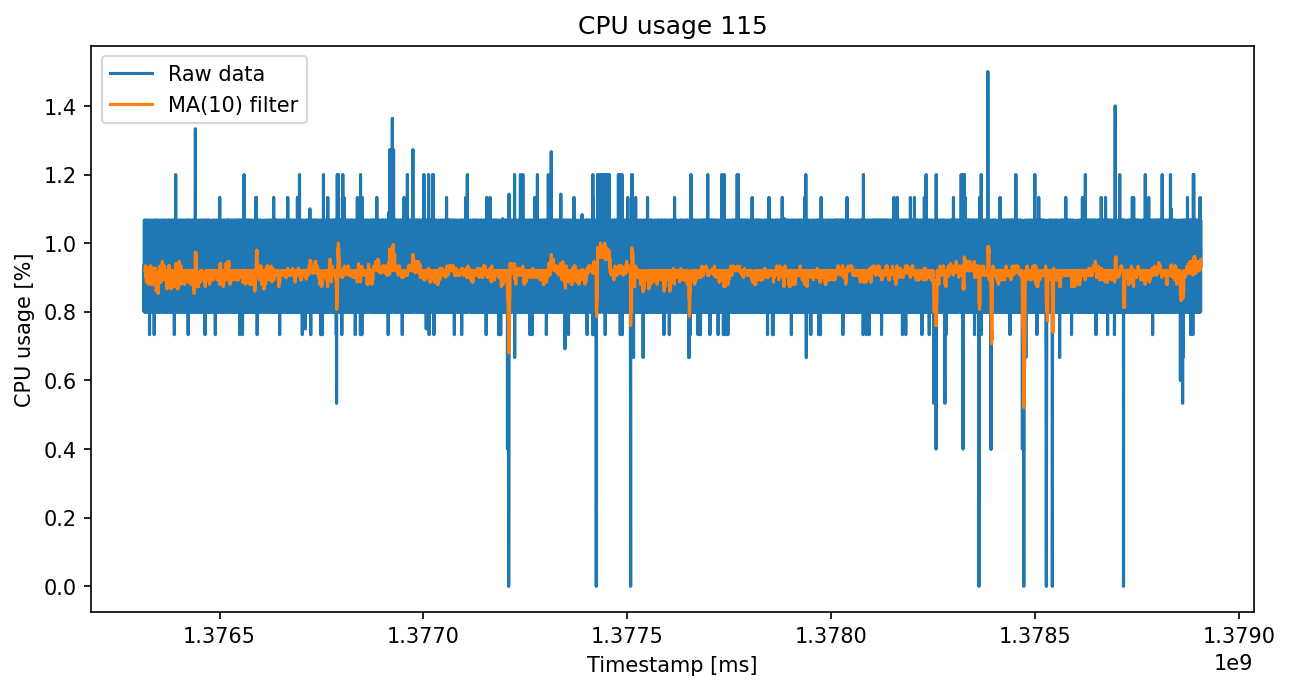 CPU usage 115
Raw data
MA(10) filter
CPU usage [%]
1.4
1.2
1.0
0.8
0.6
0.4
0.2
0.0
1.3765 1.3770 1.3775 1.3780 1.3785 1.3790
Timestamp [ms]
1e9